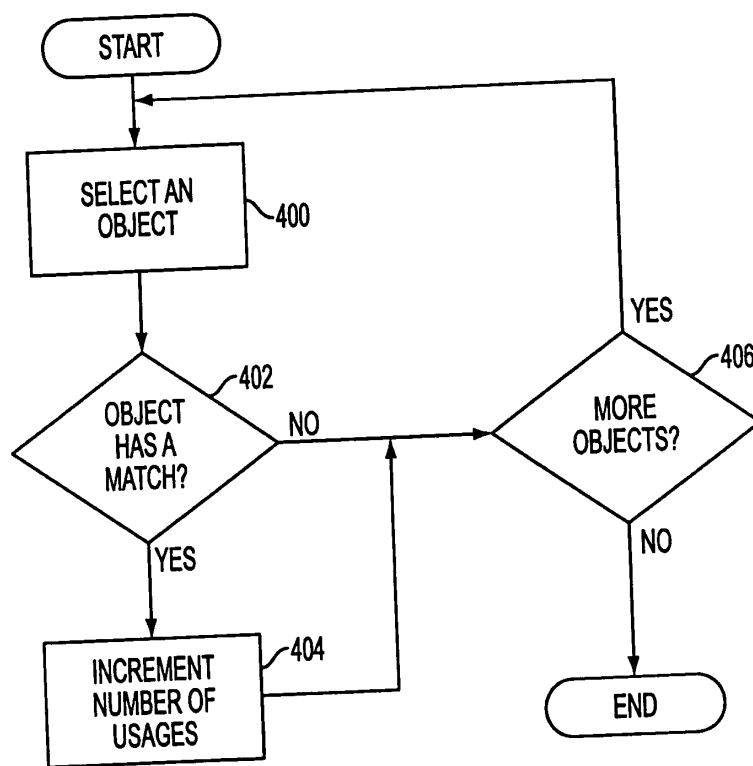 START
SELECT AN
OBJECT
400
OBJECT
HAS A
MATCH?
402
NO
YES
INCREMENT
NUMBER OF
USAGES
404
MORE
OBJECTS?
406
YES
NO
END